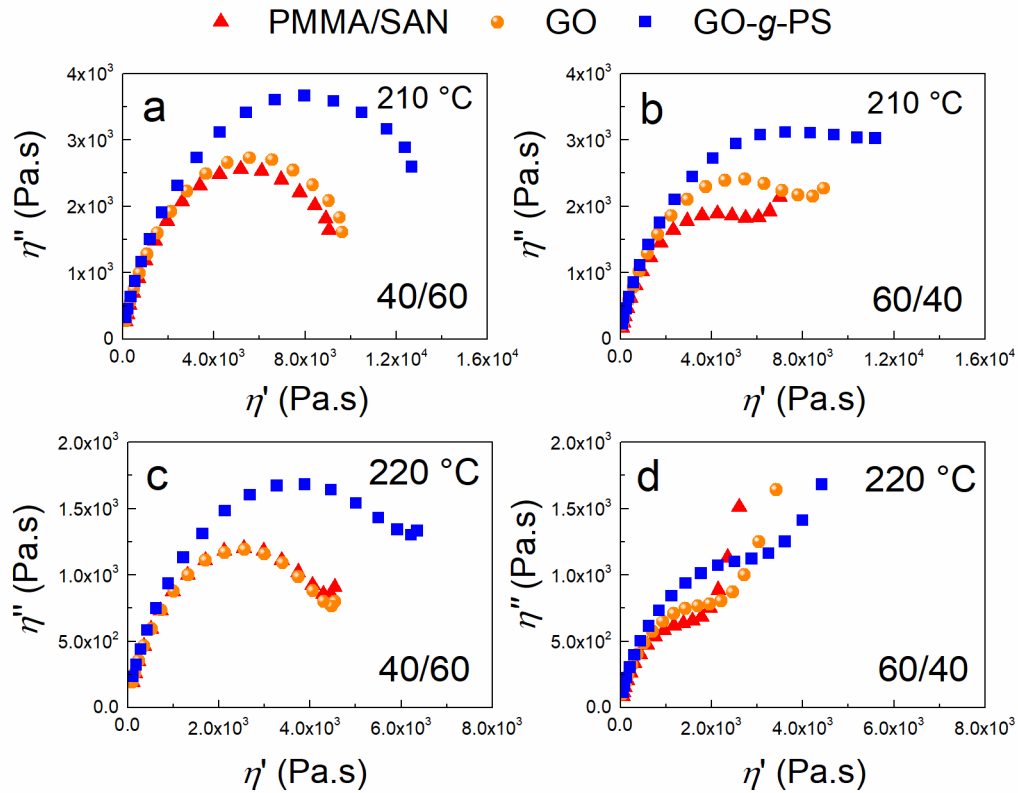 PMMA/SAN GO GO-g-PS
a
210 °C
40/60
η'' (Pa.s)
4x10³
3x10³
2x10³
1x10³
0
0.0 4.0x10³ 8.0x10³ 1.2x10⁴ 1.6x10⁴
η' (Pa.s)
b
210 °C
60/40
η'' (Pa.s)
4x10³
3x10³
2x10³
1x10³
0
0.0 4.0x10³ 8.0x10³ 1.2x10⁴ 1.6x10⁴
η' (Pa.s)
c
220 °C
40/60
η'' (Pa.s)
2.0x10³
1.5x10³
1.0x10³
5.0x10²
0.0
0.0 2.0x10³ 4.0x10³ 6.0x10³ 8.0x10³
η' (Pa.s)
d
220 °C
60/40
η'' (Pa.s)
2.0x10³
1.5x10³
1.0x10³
5.0x10²
0.0
0.0 2.0x10³ 4.0x10³ 6.0x10³ 8.0x10³
η' (Pa.s)